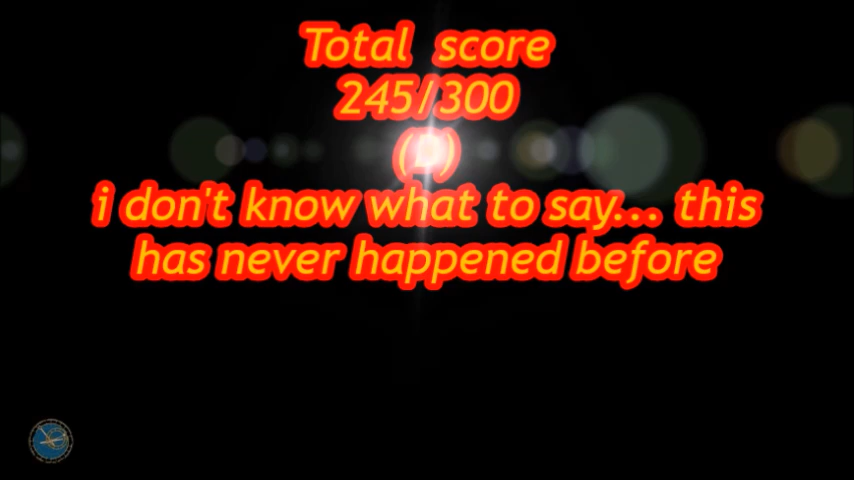 Total score
245/300
i don't know what to say... this
has never happened before